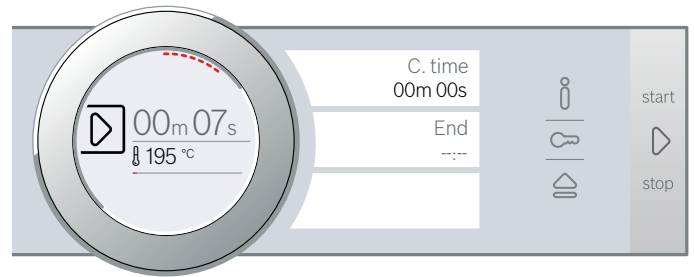 C. time
00m 00s
00m 07s
195 °C
End
--:--
start
stop